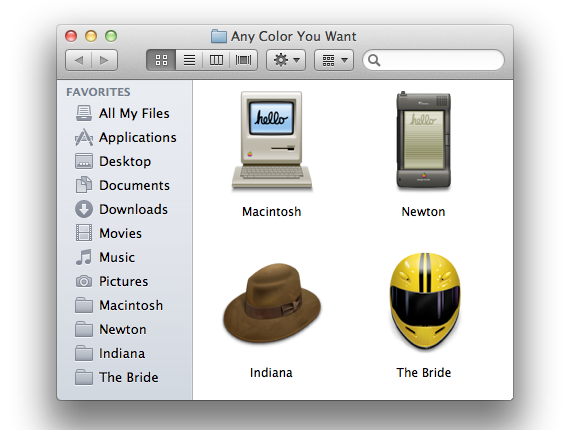 Any Color You Want
FAVORITES
All My Files
Applications
Desktop
Documents
Downloads
Movies
Music
Pictures
Macintosh
Newton
Indiana
The Bride
hello
hello
Macintosh
Newton
Indiana
The Bride